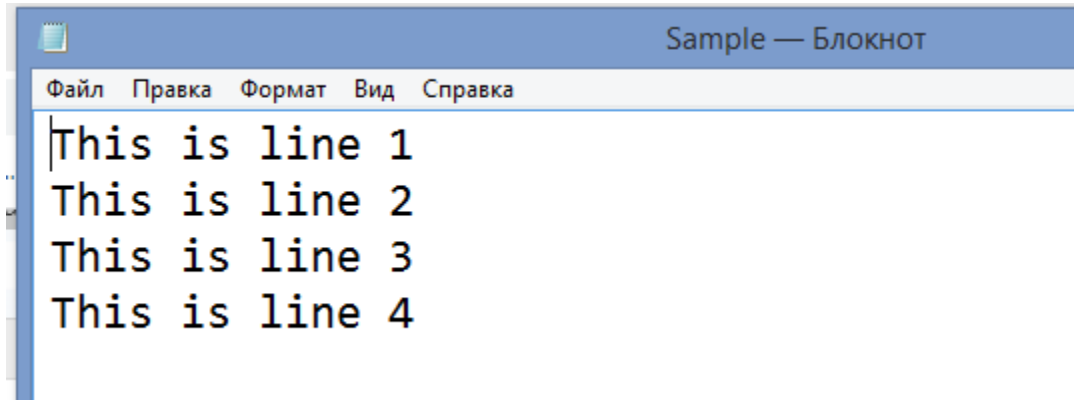 Sample — Блокнот
Файл Правка Формат Вид Справка
This is line 1
This is line 2
This is line 3
This is line 4